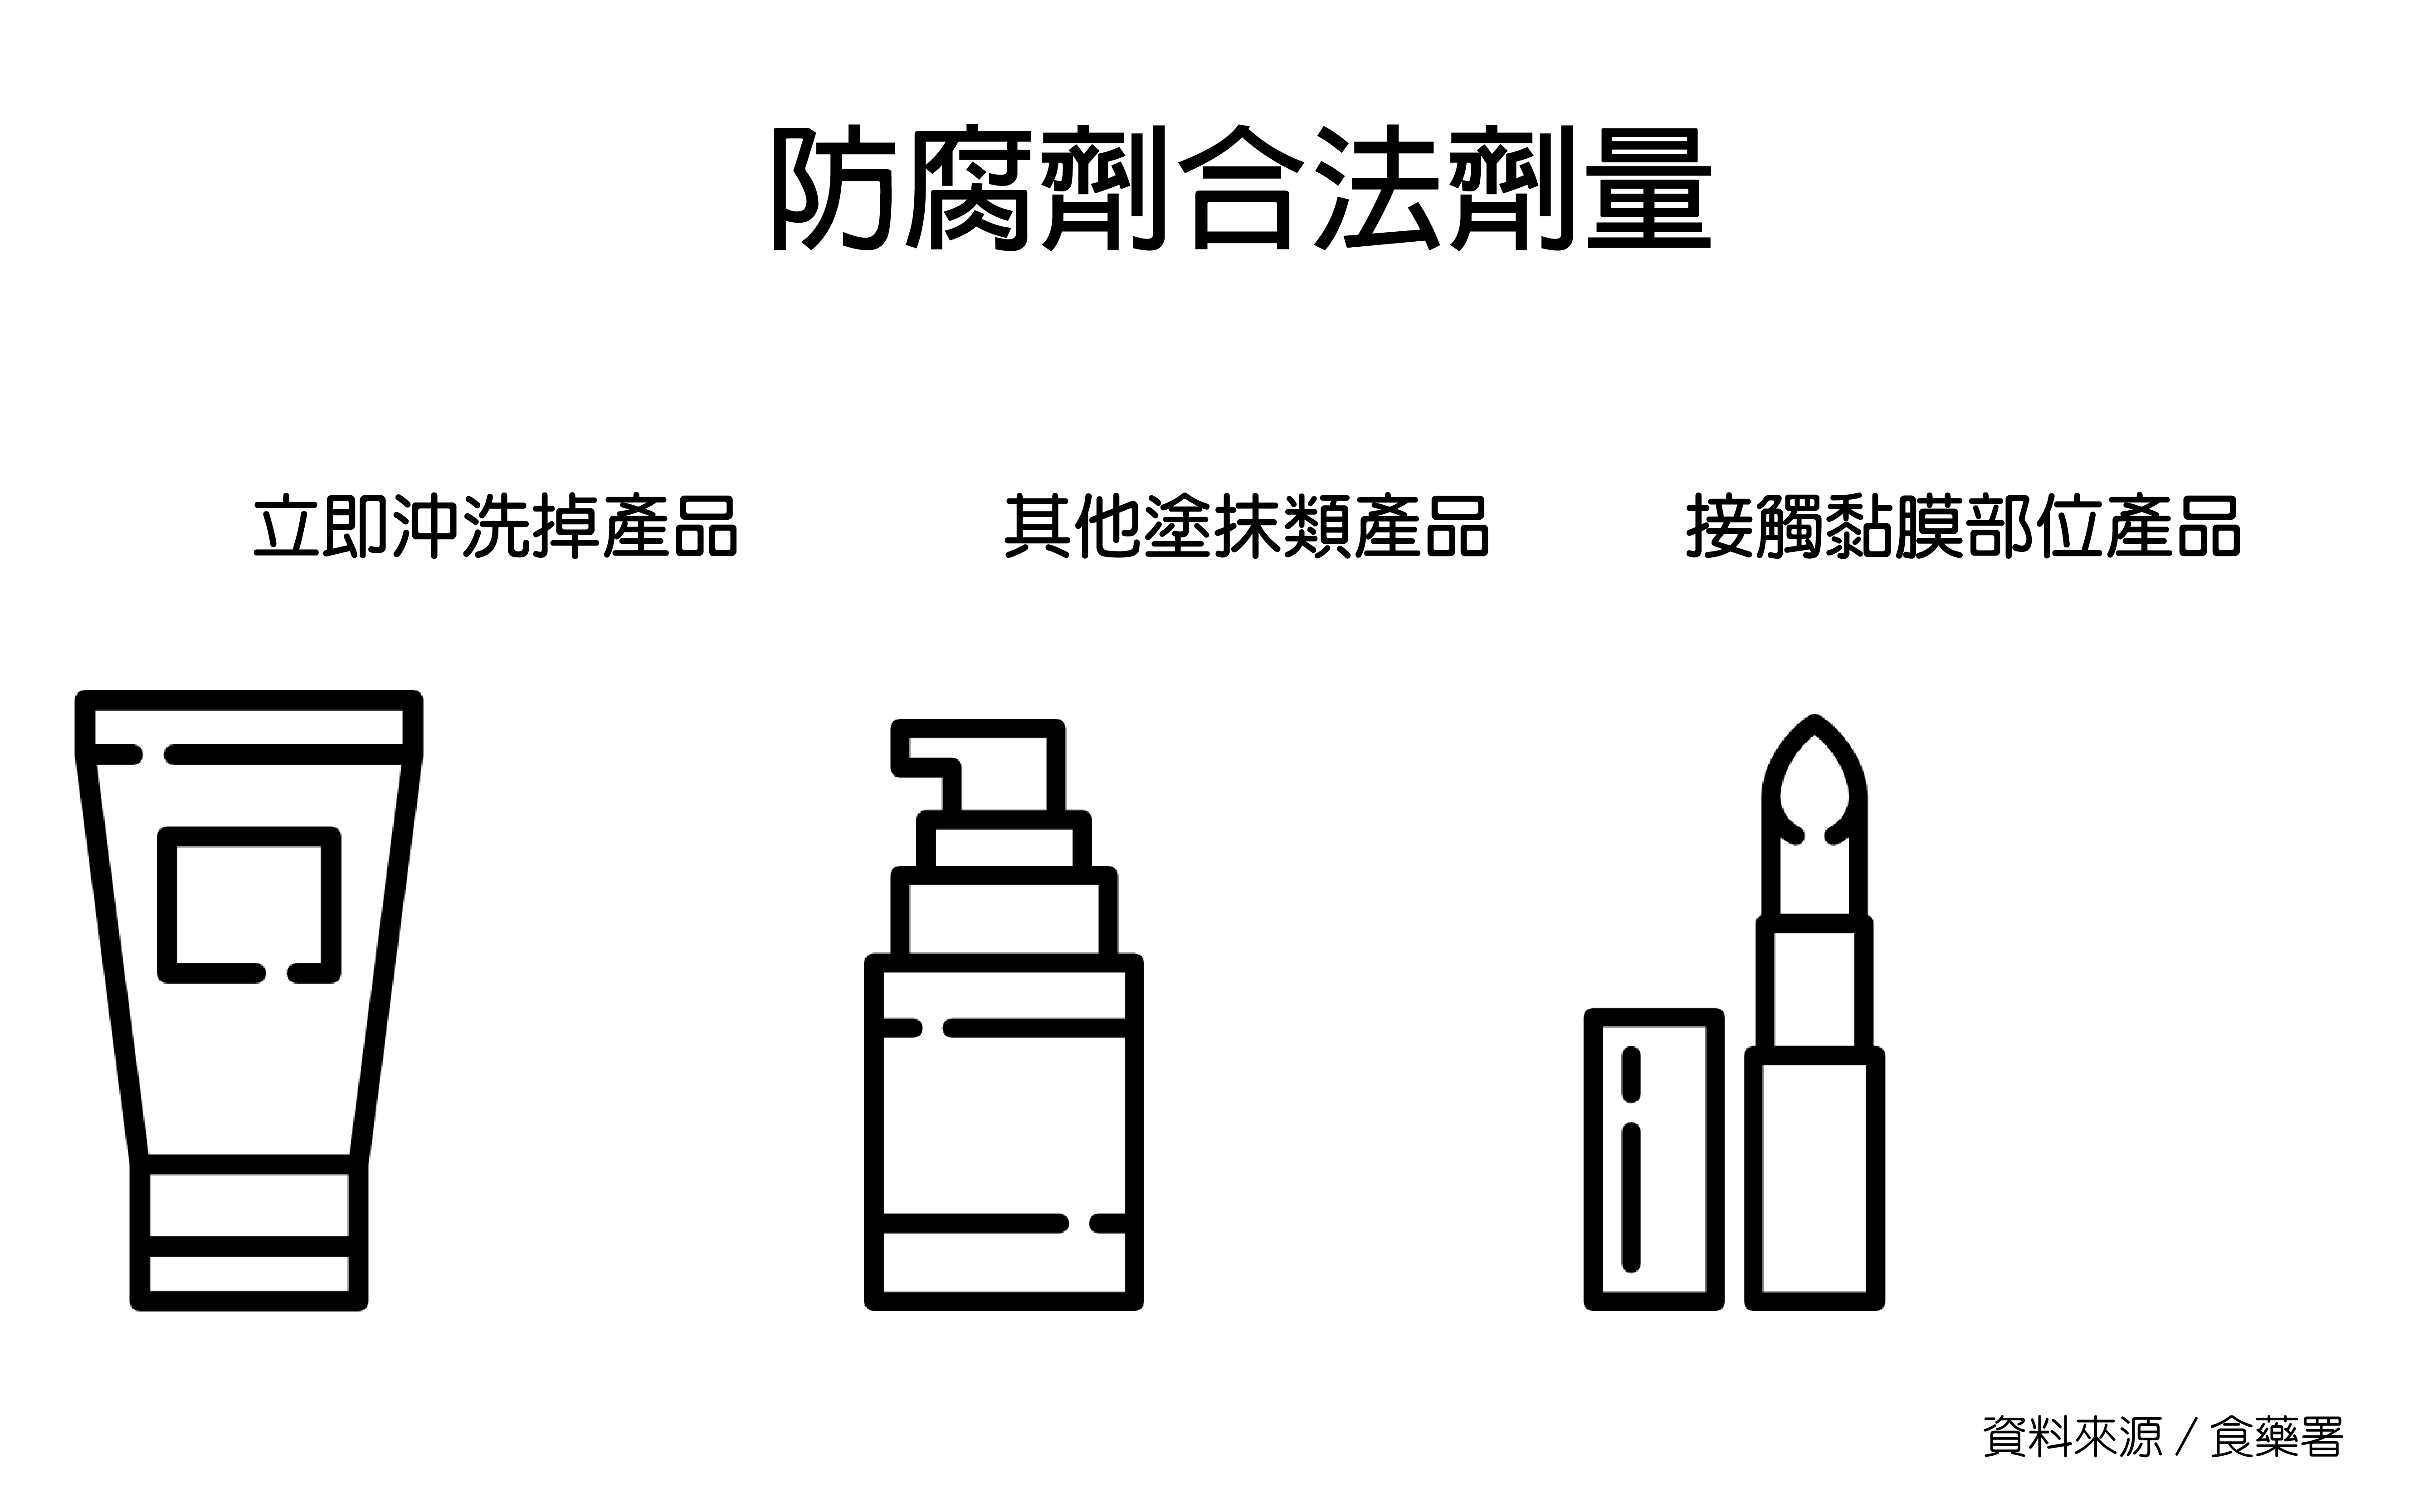 防腐劑合法劑量
立即沖洗掉產品
其他塗抹類產品
接觸黏膜部位產品
資料來源／食藥署